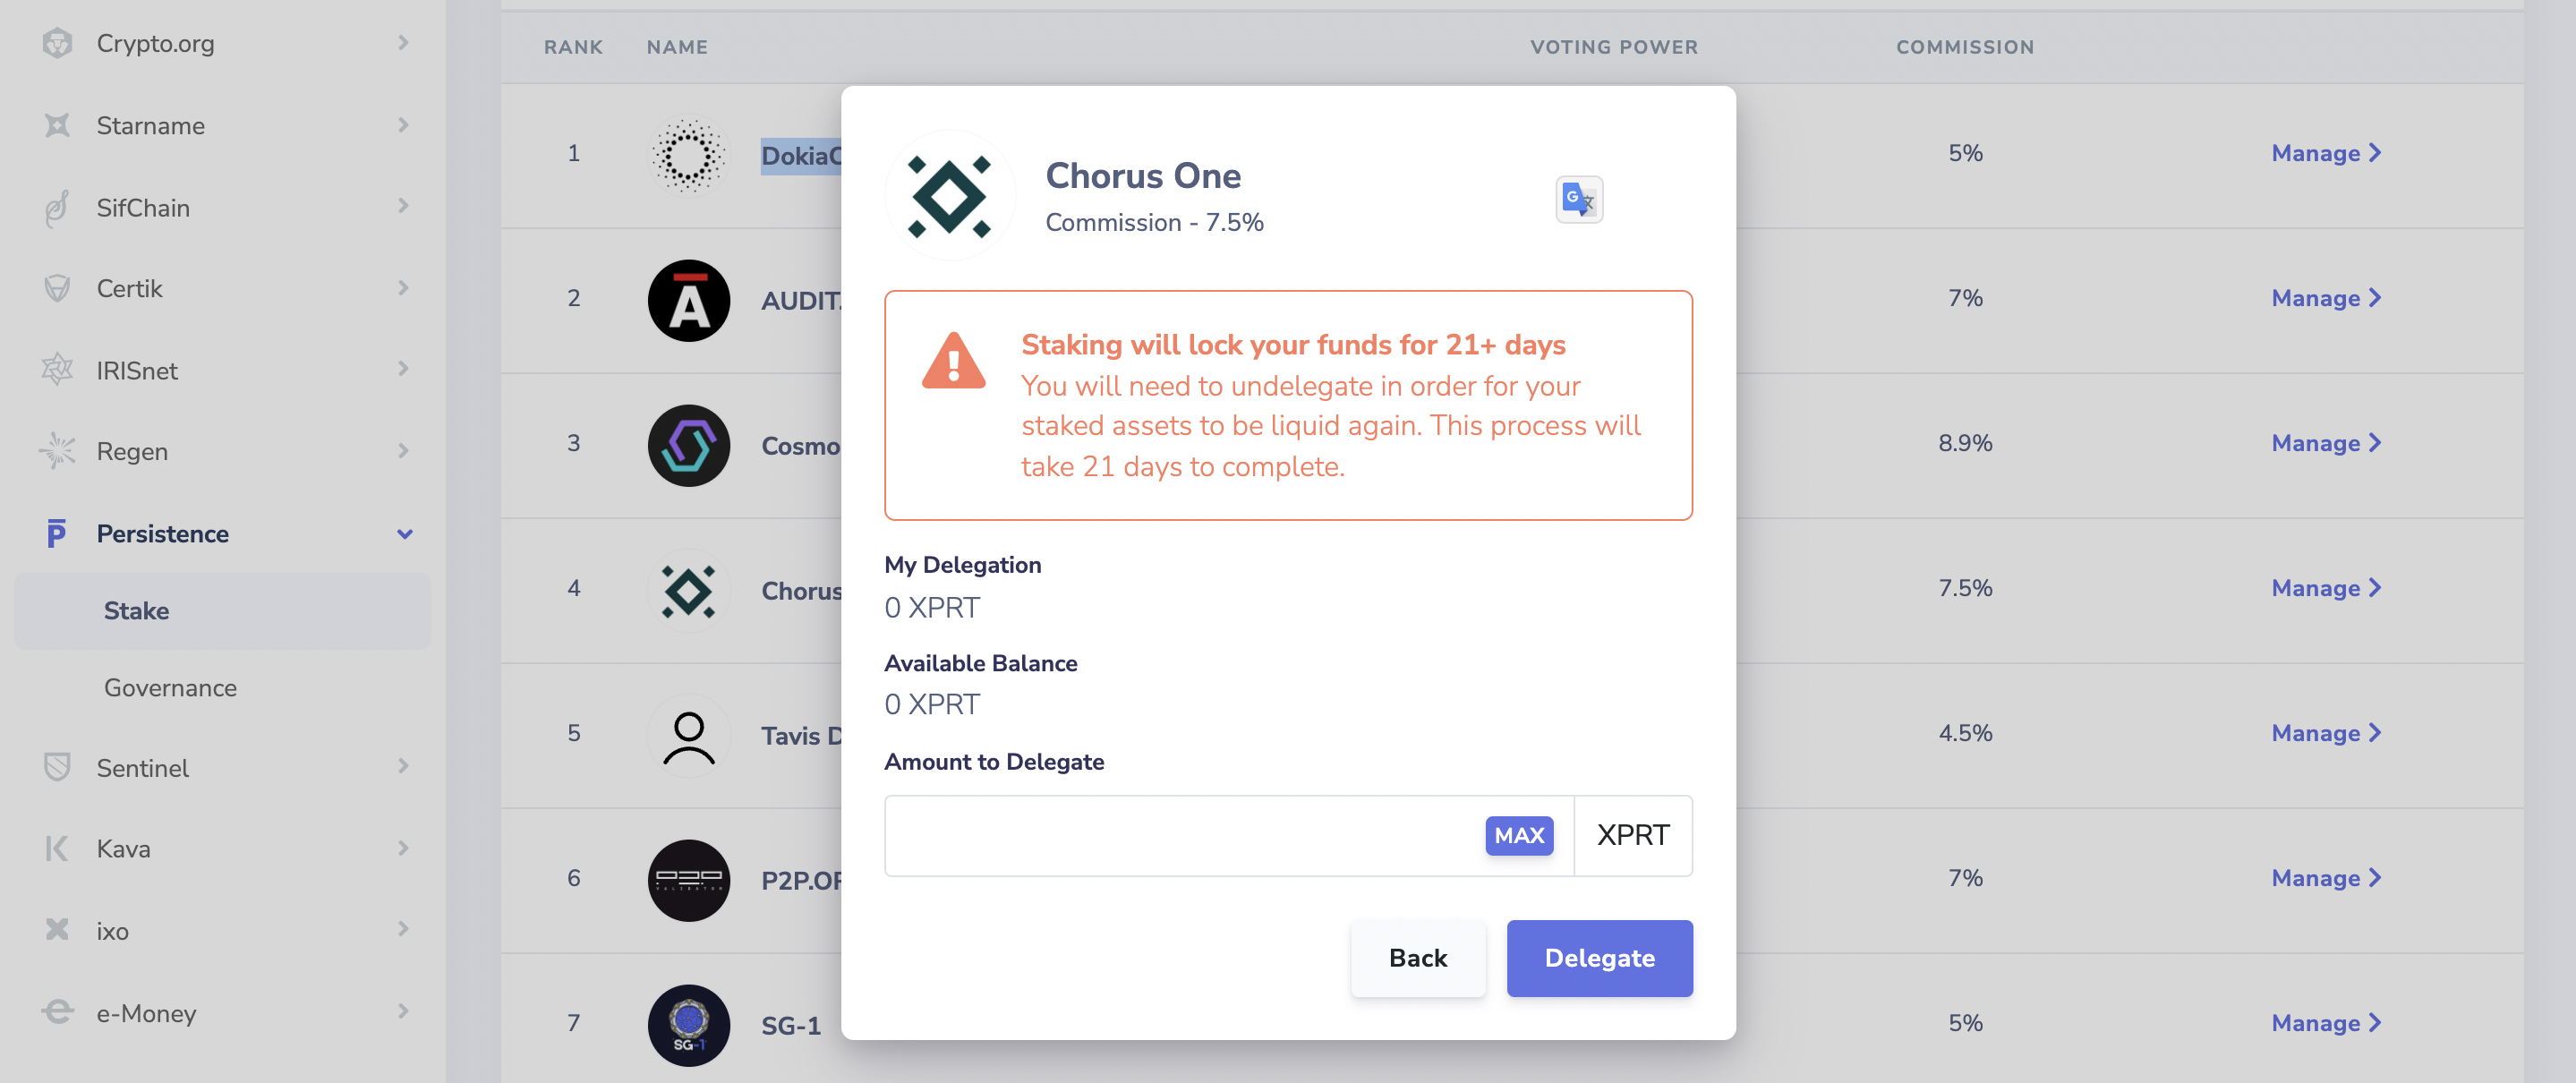 Crypto.org
Starname
SifChain
Certik
IRISnet
Regen
Persistence
Stake
Governance
Sentinel
Kava
ixo
e-Money
RANK NAME VOTING POWER COMMISSION
1 5% Manage
2 AUDIT. 7% Manage
3 Cosmo 8.9% Manage
4 Chorus 7.5% Manage
5 Tavis 4.5% Manage
6 7% Manage
7 SG-1 5% Manage
SG-1
Chorus One
Commission - 7.5%
Staking will lock your funds for 21+ days
You will need to undelegate in order for your
staked assets to be liquid again. This process will
take 21 days to complete.
My Delegation
0 XPRT
Available Balance
0 XPRT
Amount to Delegate
MAX XPRT
Back Delegate